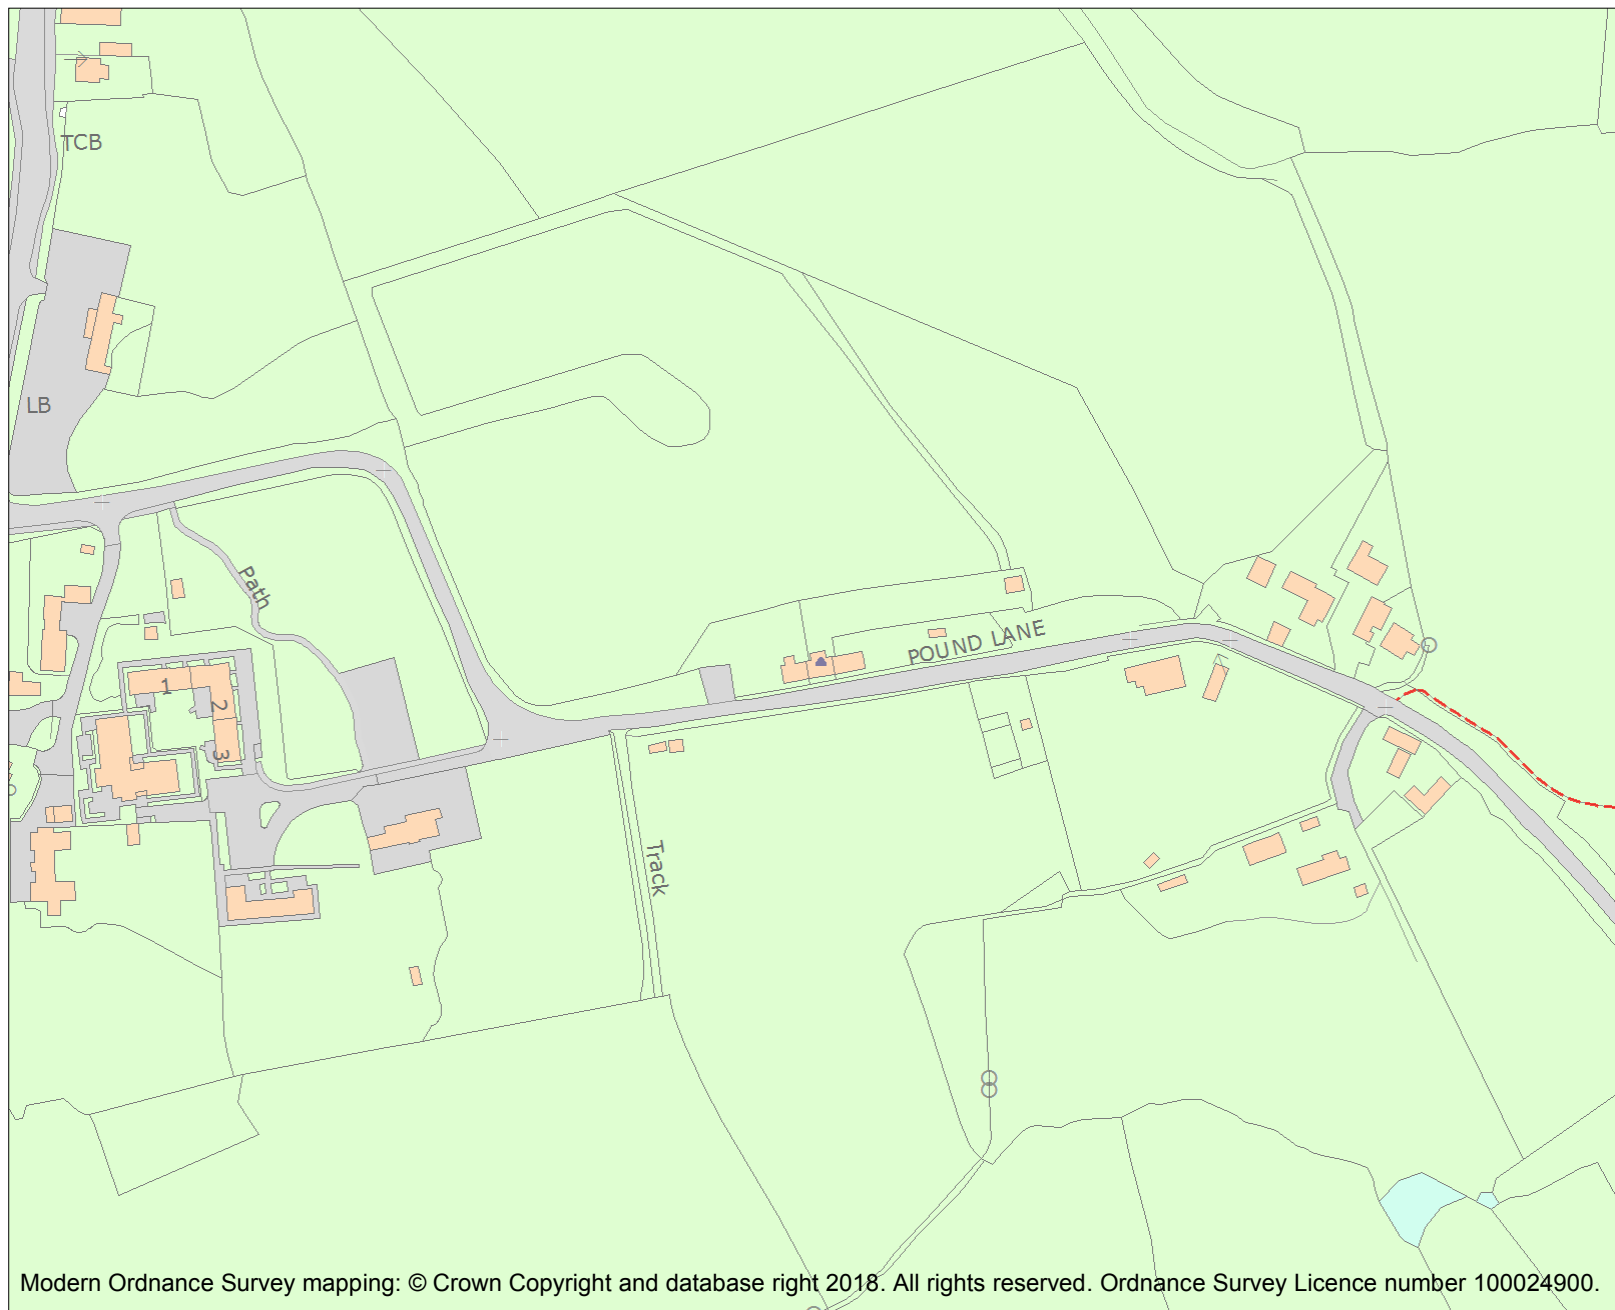 TCB
LB
Path
POUND LANE
1
2
3
Track
Modern Ordnance Survey mapping: © Crown Copyright and database right 2018. All rights reserved. Ordnance Survey Licence number 100024900.